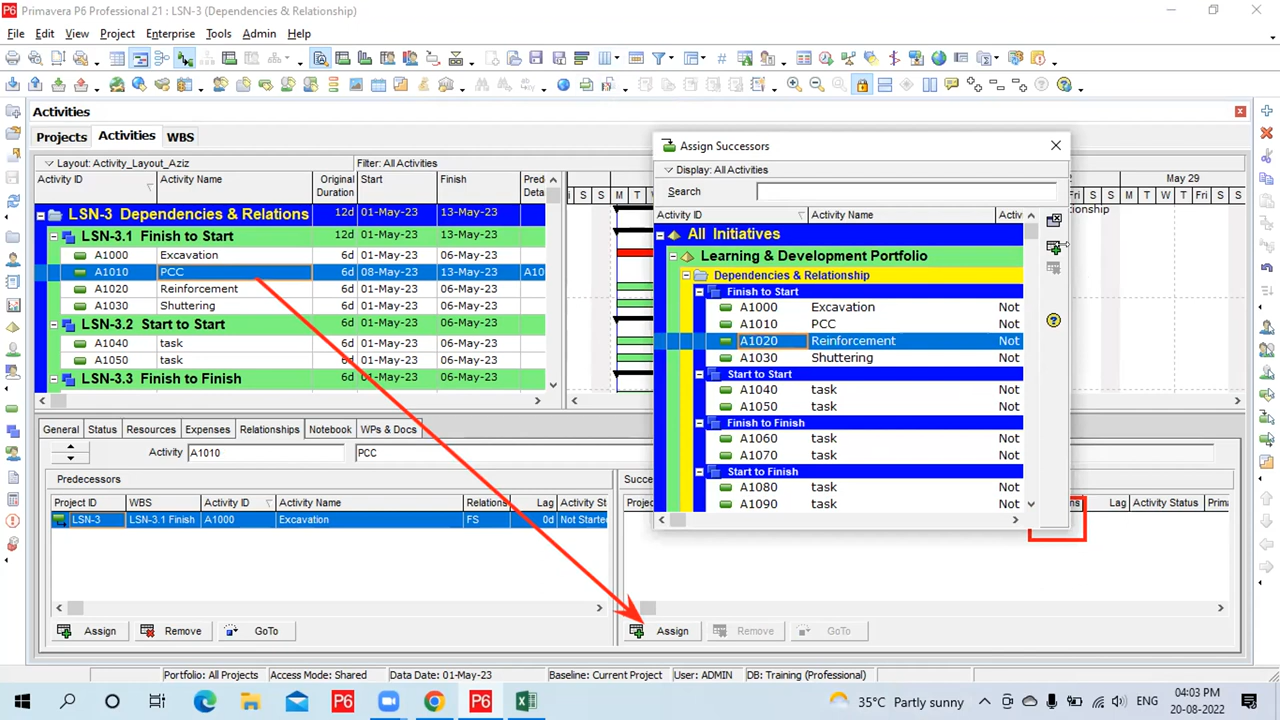 P6 Primavera P6 Professional 21 : LSN-3 (Dependencies & Relationship)
File Edit View Project Enterprise Tools Admin Help
Activities
Projects Activities WBS
Layout: Activity_Layout_Aziz Filter: All Activities
Activity ID Activity Name Original Duration Start Finish Pred Deta
LSN-3 Dependencies & Relations 12d 01-May-23 13-May-23
LSN-3.1 Finish to Start 12d 01-May-23 13-May-23
A1000 Excavation 6d 01-May-23 06-May-23
A1010 PCC 6d 08-May-23 13-May-23 A10
A1020 Reinforcement 6d 01-May-23 06-May-23
A1030 Shuttering 6d 01-May-23 06-May-23
LSN-3.2 Start to Start 6d 01-May-23 06-May-23
A1040 task 6d 01-May-23 06-May-23
A1050 task 6d 01-May-23 06-May-23
LSN-3.3 Finish to Finish 6d 01-May-23 06-May-23
F S S M T W
May 29
Fri S S M T W T Fri S S
tionship
Assign Successors
Display: All Activities
Search
Activity ID Activity Name Activ
All Initiatives
Learning & Development Portfolio
Dependencies & Relationship
Finish to Start
A1000 Excavation Not
A1010 PCC Not
A1020 Reinforcement Not
A1030 Shuttering Not
Start to Start
A1040 task Not
A1050 task Not
Finish to Finish
A1060 task Not
A1070 task Not
Start to Finish
A1080 task Not
A1090 task Not
General Status Resources Expenses Relationships Notebook WPs & Docs
Activity A1010 PCC
Predecessors
Project ID WBS Activity ID Activity Name Relations Lag Activity St
LSN-3 LSN-3.1 Finish A1000 Excavation FS 0d Not Started
Assign Remove GoTo
Succe
Projec ns Lag Activity Status Prima
Assign Remove GoTo
Portfolio: All Projects Access Mode: Shared Data Date: 01-May-23 Baseline: Current Project User: ADMIN DB: Training (Professional)
P6 P6 35°C Partly sunny ENG 04:03 PM
20-08-2022